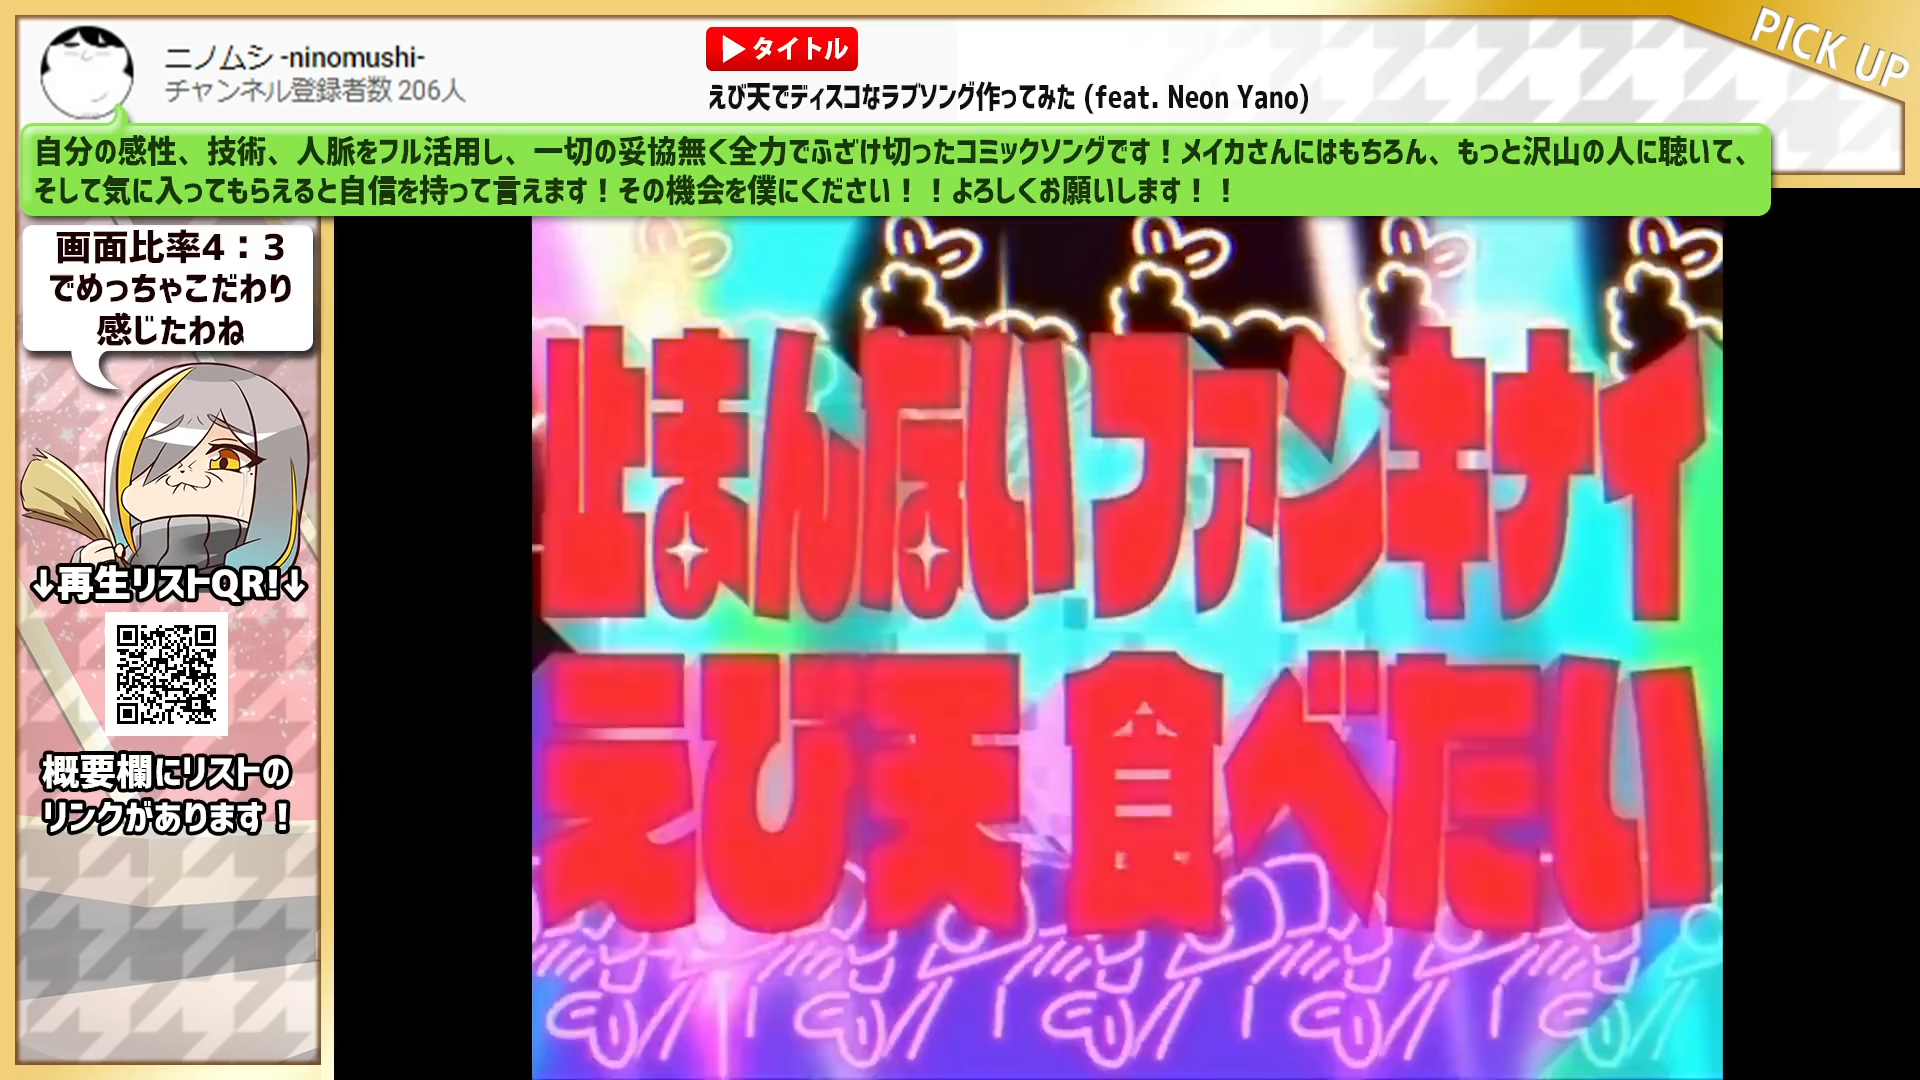 ニノムシ -ninomushi-
チャンネル登録者数 206人
タイトル
えび天でディスコなラブソング作ってみた (feat. Neon Yano)
PICK UP
自分の感性、技術、人脈をフル活用し、一切の妥協無く全力でふざけ切ったコミックソングです！メイカさんにはもちろん、もっと沢山の人に聴いて、
そして気に入ってもらえると自信を持って言えます！その機会を僕にください！！よろしくお願いします！！
画面比率4：3
でめっちゃこだわり
感じたわね
↓再生リストQR!↓
概要欄にリストの
リンクがあります！
止まんないファンキナイ
えび天 食べたい